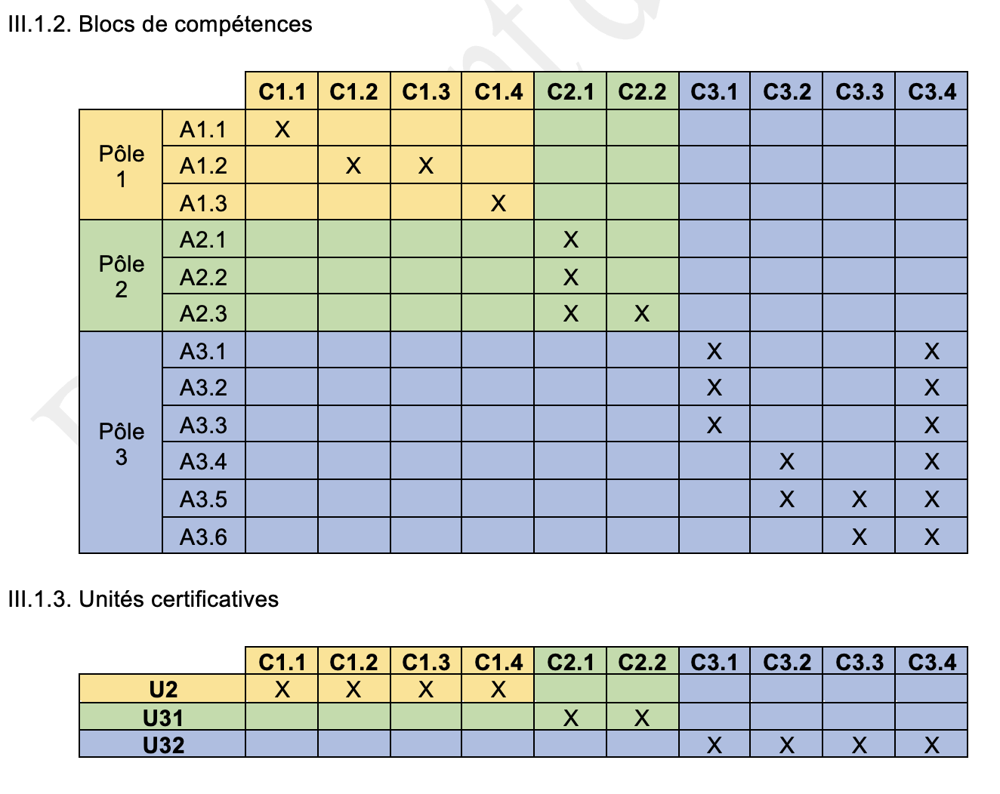 III.1.2. Blocs de compétences
C1.1 C1.2 C1.3 C1.4 C2.1 C2.2 C3.1 C3.2 C3.3 C3.4
Pôle 1
A1.1 X
A1.2 X X
A1.3 X
Pôle 2
A2.1 X
A2.2 X
A2.3 X X
Pôle 3
A3.1 X X
A3.2 X X
A3.3 X X
A3.4 X X
A3.5 X X X
A3.6 X X
III.1.3. Unités certificatives
C1.1 C1.2 C1.3 C1.4 C2.1 C2.2 C3.1 C3.2 C3.3 C3.4
U2 X X X X
U31 X X
U32 X X X X